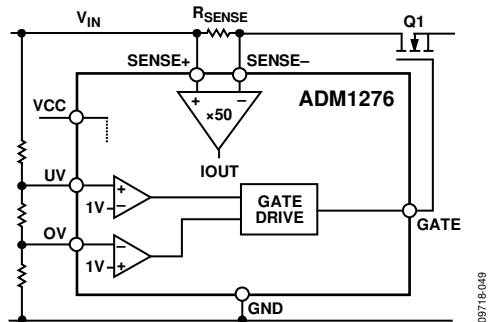 VIN
RSENSE
Q1
SENSE+
SENSE–
ADM1276
VCC
+
–
×50
IOUT
UV
+
1V
–
GATE
DRIVE
GATE
OV
–
1V
+
GND
09718-049